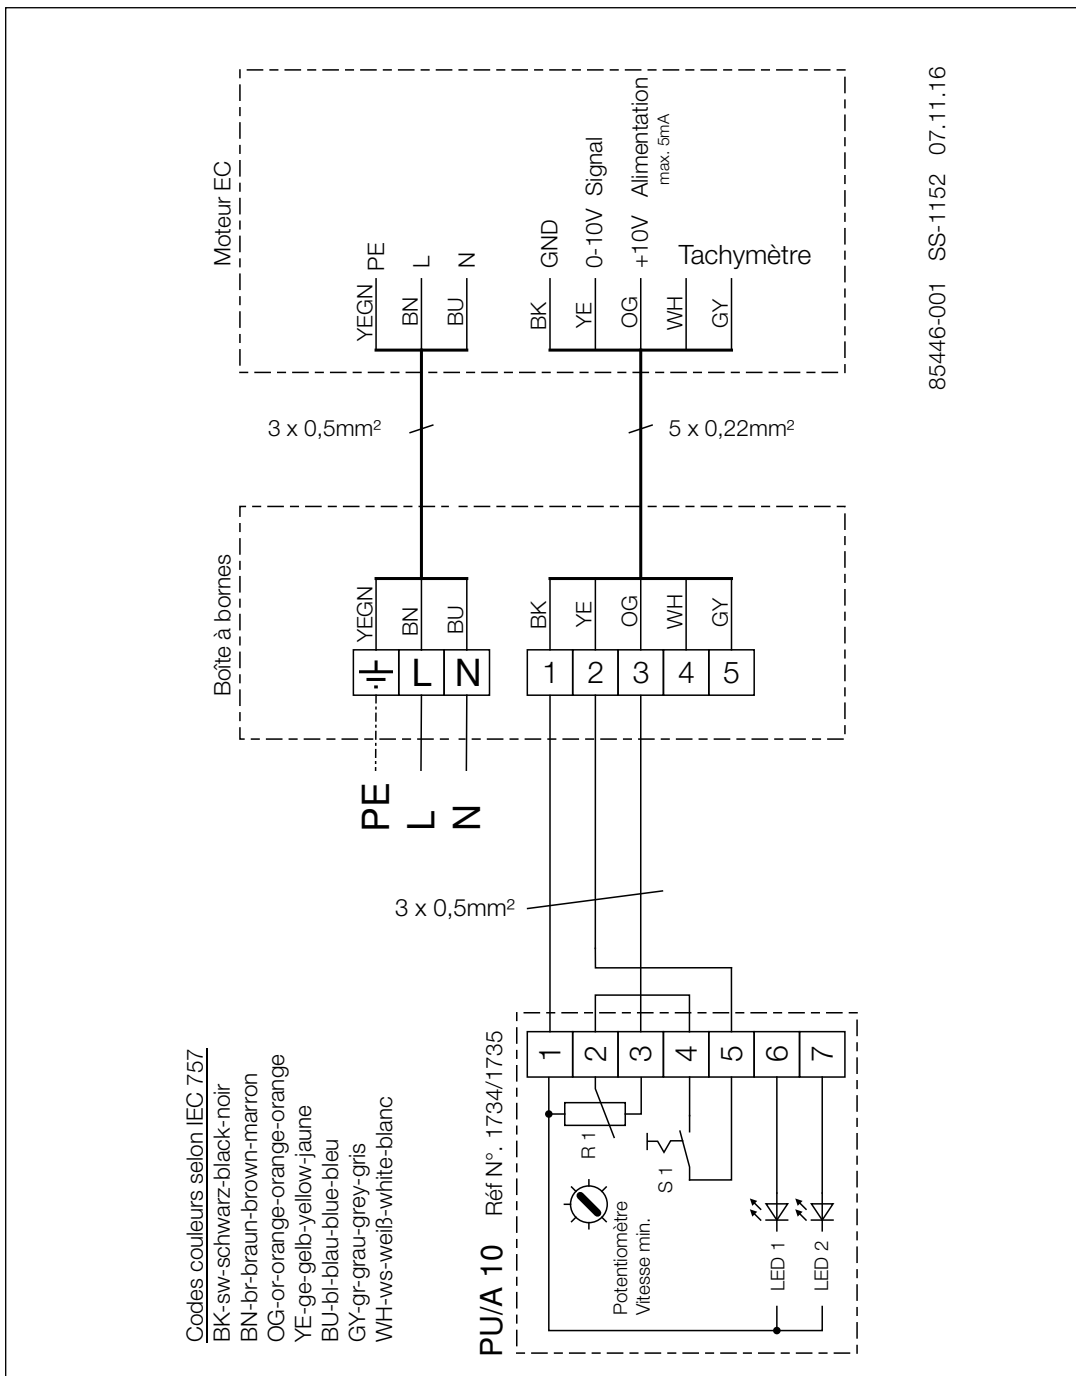 Moteur EC
YEGN
PE
BN
L
BU
N
BK
GND
YE
0-10V Signal
OG
+10V Alimentation
max. 5mA
WH
GY
Tachymètre
3 x 0,5mm²
5 x 0,22mm²
Boîte à bornes
YEGN
BN
BU
BK
YE
OG
WH
GY
L
N
1
2
3
4
5
PE
L
N
3 x 0,5mm²
PU/A 10 Réf N°. 1734/1735
1
2
3
4
5
6
7
R 1
S 1
Potentiomètre
Vitesse min.
LED 1
LED 2
Codes couleurs selon IEC 757
BK-sw-schwarz-black-noir
BN-br-braun-brown-marron
OG-or-orange-orange-orange
YE-ge-gelb-yellow-jaune
BU-bl-blau-blue-bleu
GY-gr-grau-grey-gris
WH-ws-weiß-white-blanc
85446-001 SS-1152 07.11.16